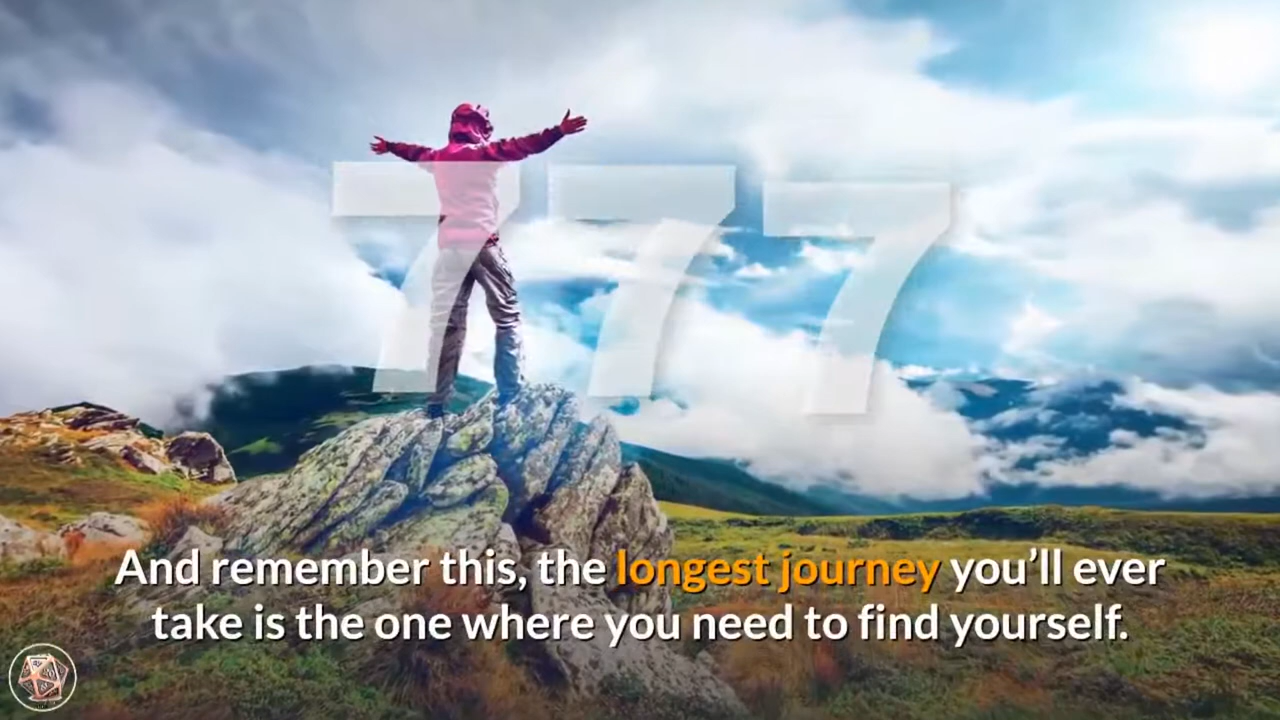 777
And remember this, the longest journey you’ll ever
take is the one where you need to find yourself.